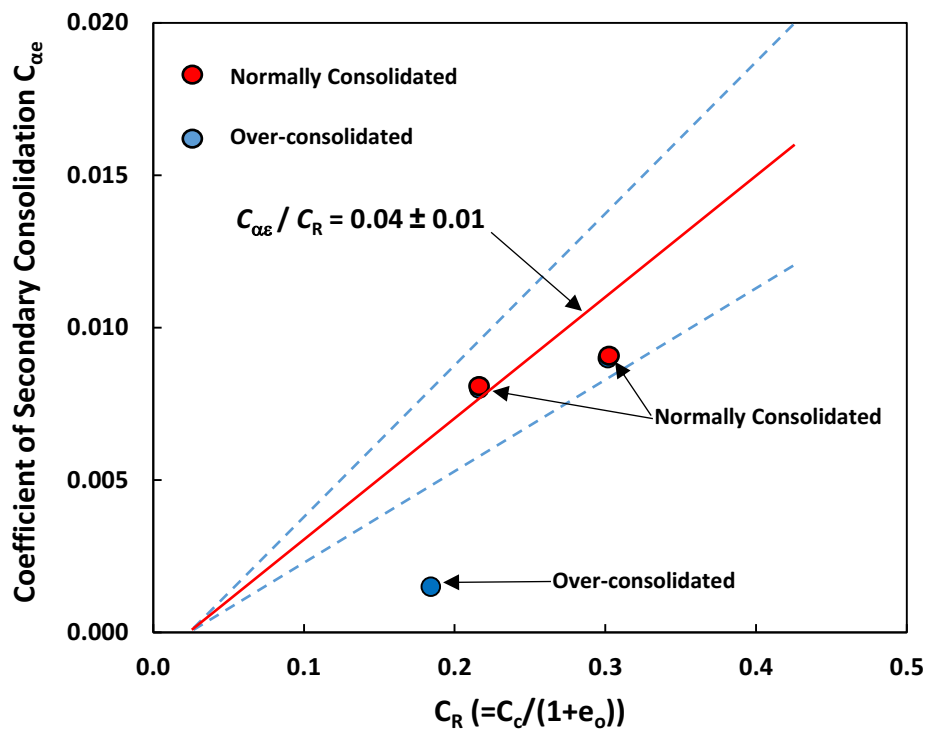 Coefficient of Secondary Consolidation Cαe
0.020
0.015
0.010
0.005
0.000
Normally Consolidated
Over-consolidated
Cαε / CR = 0.04 ± 0.01
Normally Consolidated
Over-consolidated
0.0 0.1 0.2 0.3 0.4 0.5
CR (=Cc/(1+eo))